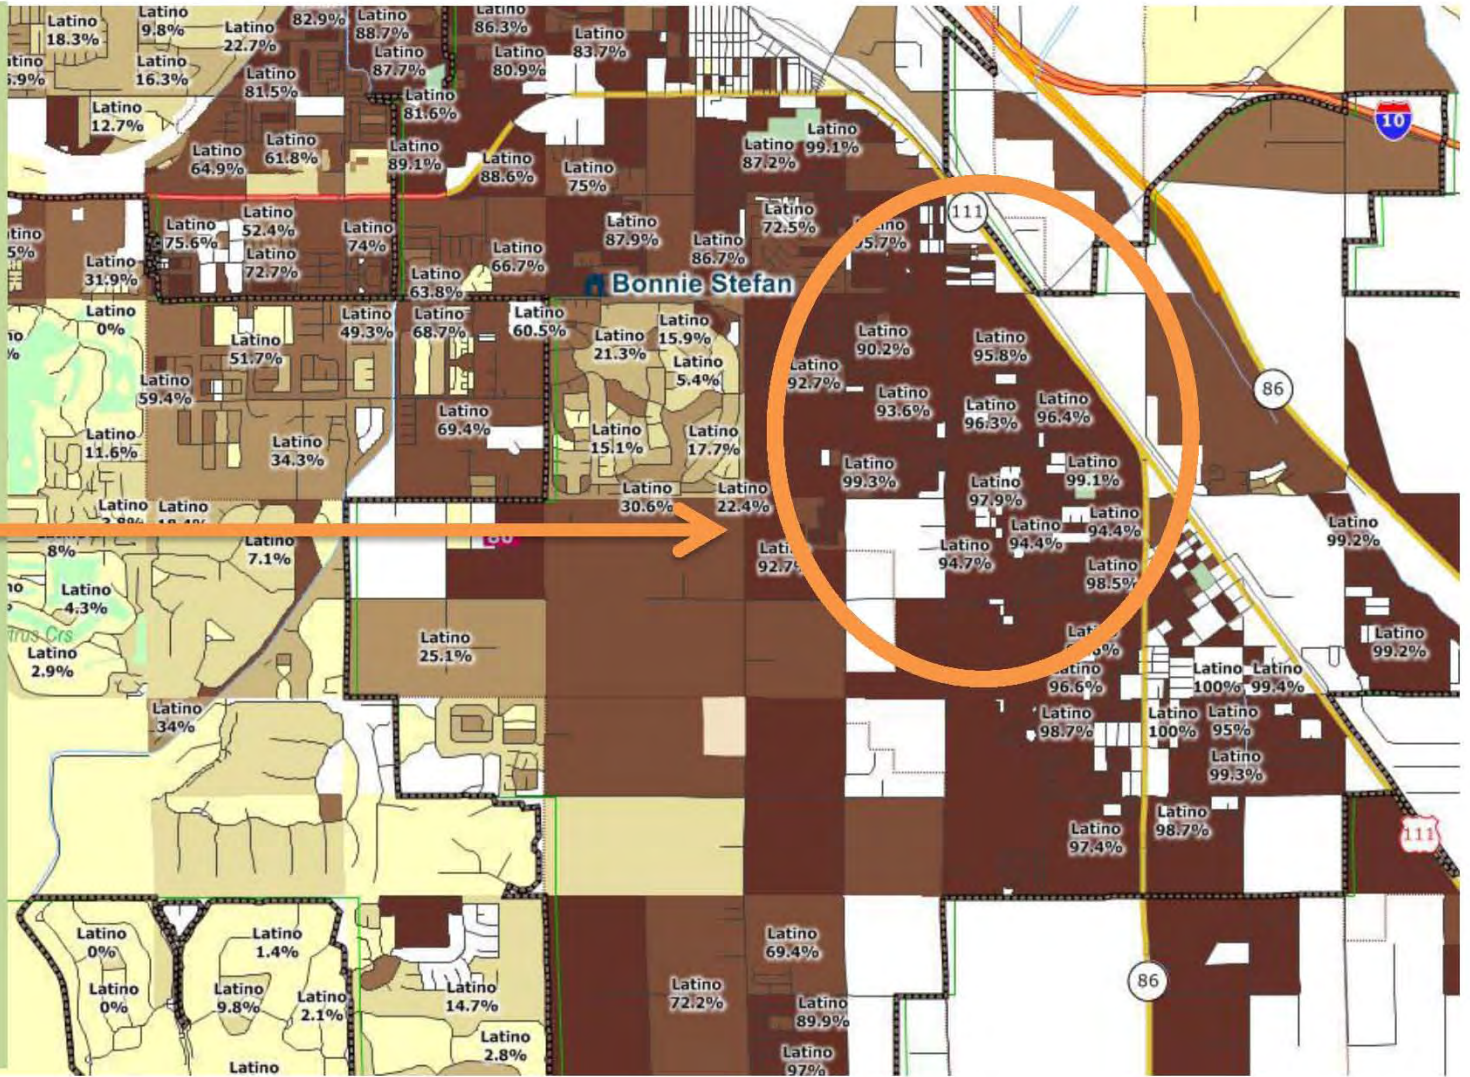 Latino
18.3%
Latino
9.8%
Latino
22.7%
82.9%
Latino
88.7%
Latino
86.3%
Latino
83.7%
Latino
16.3%
Latino
81.5%
Latino
87.7%
Latino
80.9%
Latino
12.7%
Latino
81.6%
10
Latino
64.9%
Latino
61.8%
Latino
89.1%
Latino
88.6%
Latino
75%
Latino
87.2%
Latino
99.1%
Latino
75.6%
Latino
52.4%
Latino
74%
Latino
66.7%
Latino
87.9%
Latino
86.7%
Latino
72.5%
111
Latino
31.9%
Latino
72.7%
Latino
63.8%
Bonnie Stefan
Latino
0%
Latino
51.7%
Latino
49.3%
Latino
68.7%
Latino
60.5%
Latino
21.3%
Latino
15.9%
Latino
5.4%
Latino
90.2%
Latino
95.8%
Latino
92.7%
Latino
59.4%
86
Latino
93.6%
Latino
96.3%
Latino
96.4%
Latino
69.4%
Latino
11.6%
Latino
34.3%
Latino
15.1%
Latino
17.7%
Latino
99.3%
Latino
97.9%
Latino
99.1%
Latino
30.6%
Latino
22.4%
Latino
Latino
8%
Latino
7.1%
Latino
92.7%
Latino
94.7%
Latino
94.4%
Latino
94.4%
Latino
99.2%
Latino
98.5%
Latino
4.3%
Latino
2.9%
Latino
25.1%
Latino
99.2%
Latino
96.6%
Latino
100%
Latino
99.4%
Latino
34%
Latino
98.7%
Latino
100%
Latino
95%
Latino
99.3%
Latino
97.4%
Latino
98.7%
111
Latino
0%
Latino
1.4%
Latino
69.4%
Latino
0%
Latino
9.8%
Latino
2.1%
Latino
14.7%
Latino
72.2%
Latino
89.9%
86
Latino
2.8%
Latino
97%
Latino